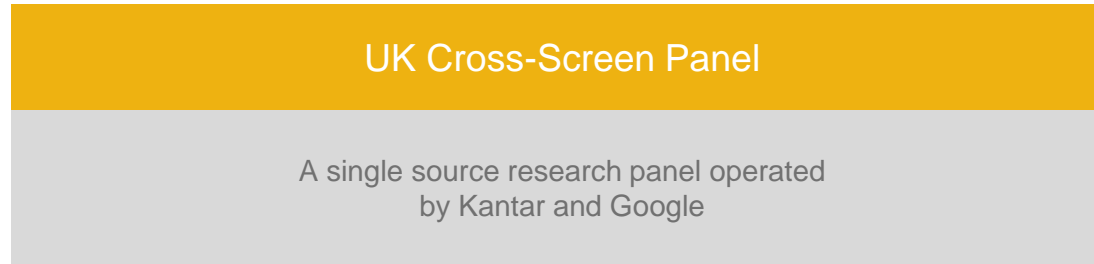 UK Cross-Screen Panel
A single source research panel operated
by Kantar and Google